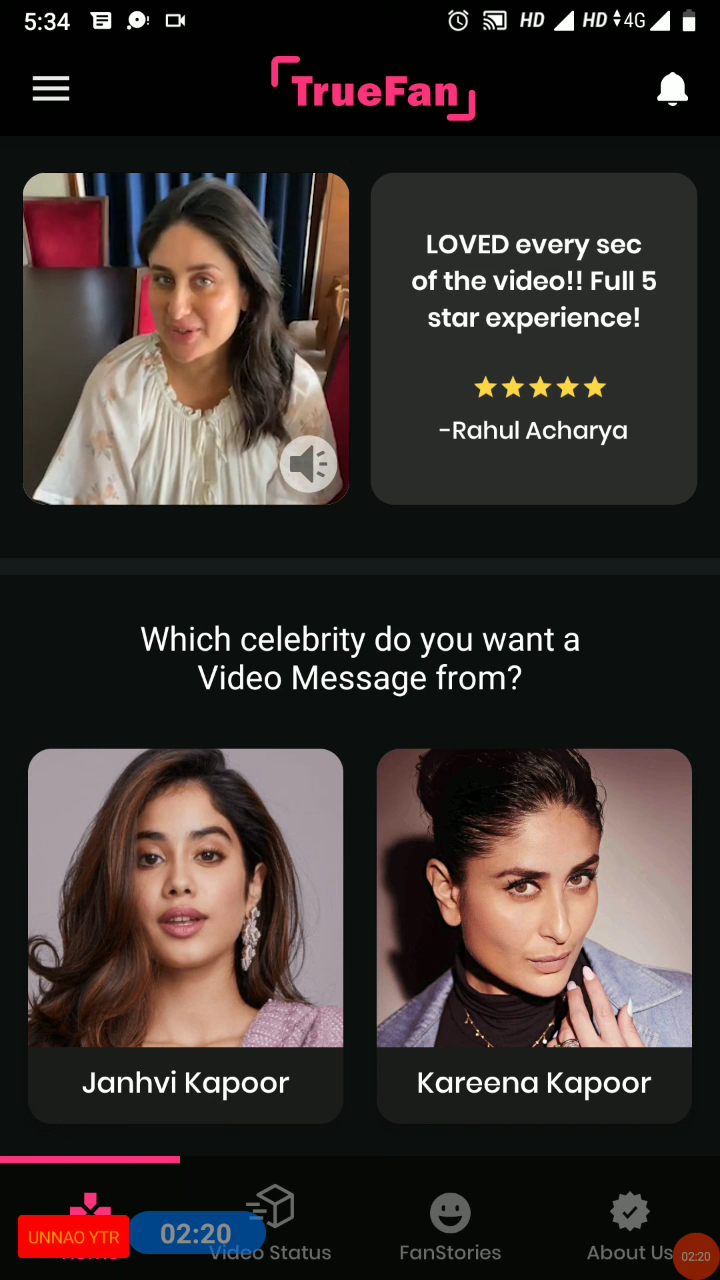 5:34
HD HD 4G
TrueFan
LOVED every sec
of the video!! Full 5
star experience!
-Rahul Acharya
Which celebrity do you want a
Video Message from?
Janhvi Kapoor
Kareena Kapoor
UNNAO YTR
02:20
Home
Video Status
FanStories
About Us
02:20